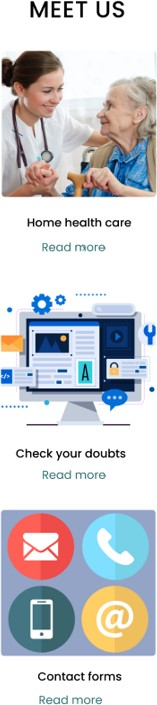 MEET US
Home health care
Read more
A
Check your doubts
Read more
@
Contact forms
Read more